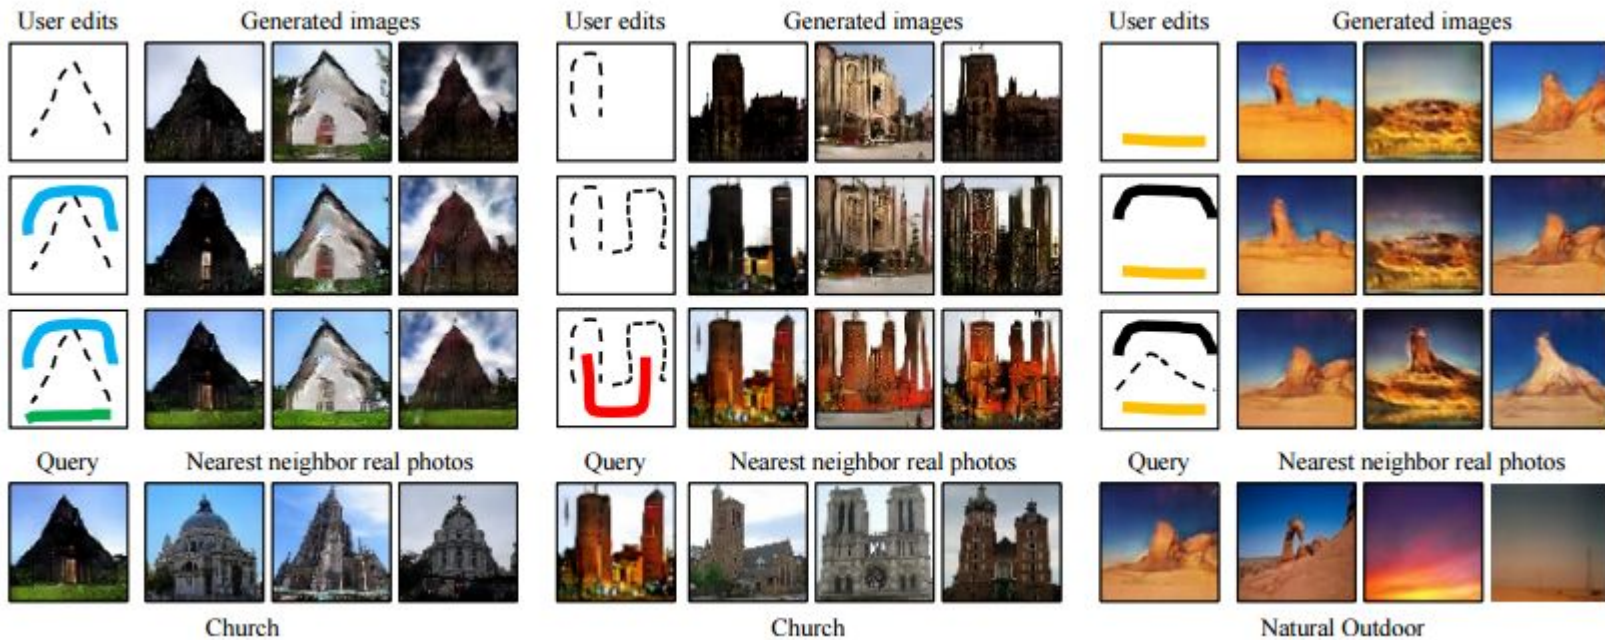 User edits Generated images User edits Generated images User edits Generated images
Query Nearest neighbor real photos Query Nearest neighbor real photos Query Nearest neighbor real photos
Church Church Natural Outdoor